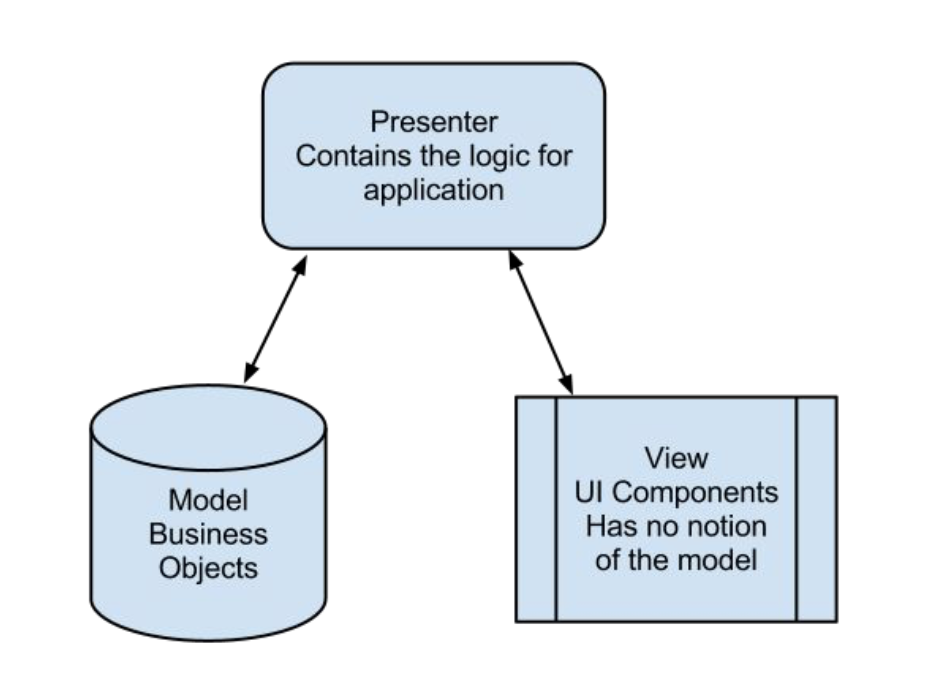 Presenter
Contains the logic for
application
Model
Business
Objects
View
UI Components
Has no notion
of the model